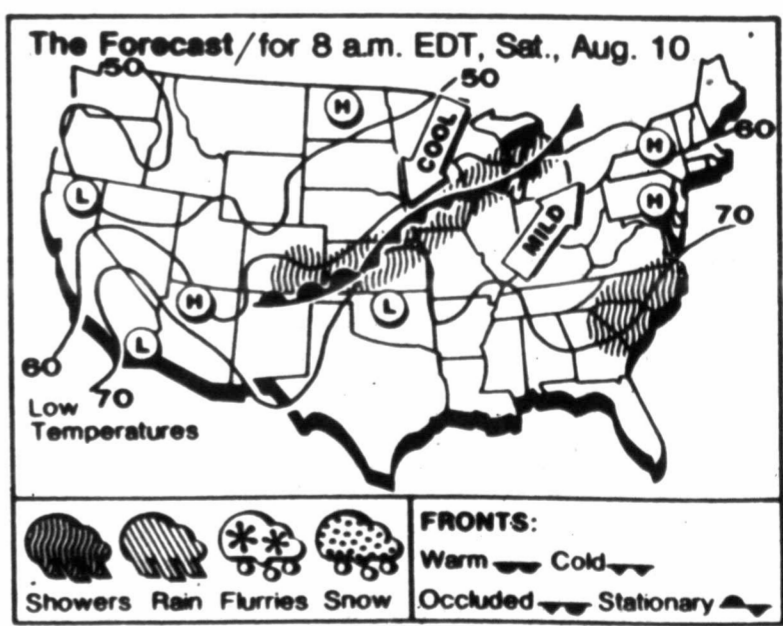 The Forecast/for 8 a.m. EDT, Sat., Aug. 10
50
50
H
COOL
60
H
L
H
70
MILD
H
L
L
60
70
Low
Temperatures
FRONTS:
Warm Cold
Showers Rain Flurries Snow
Occluded Stationary